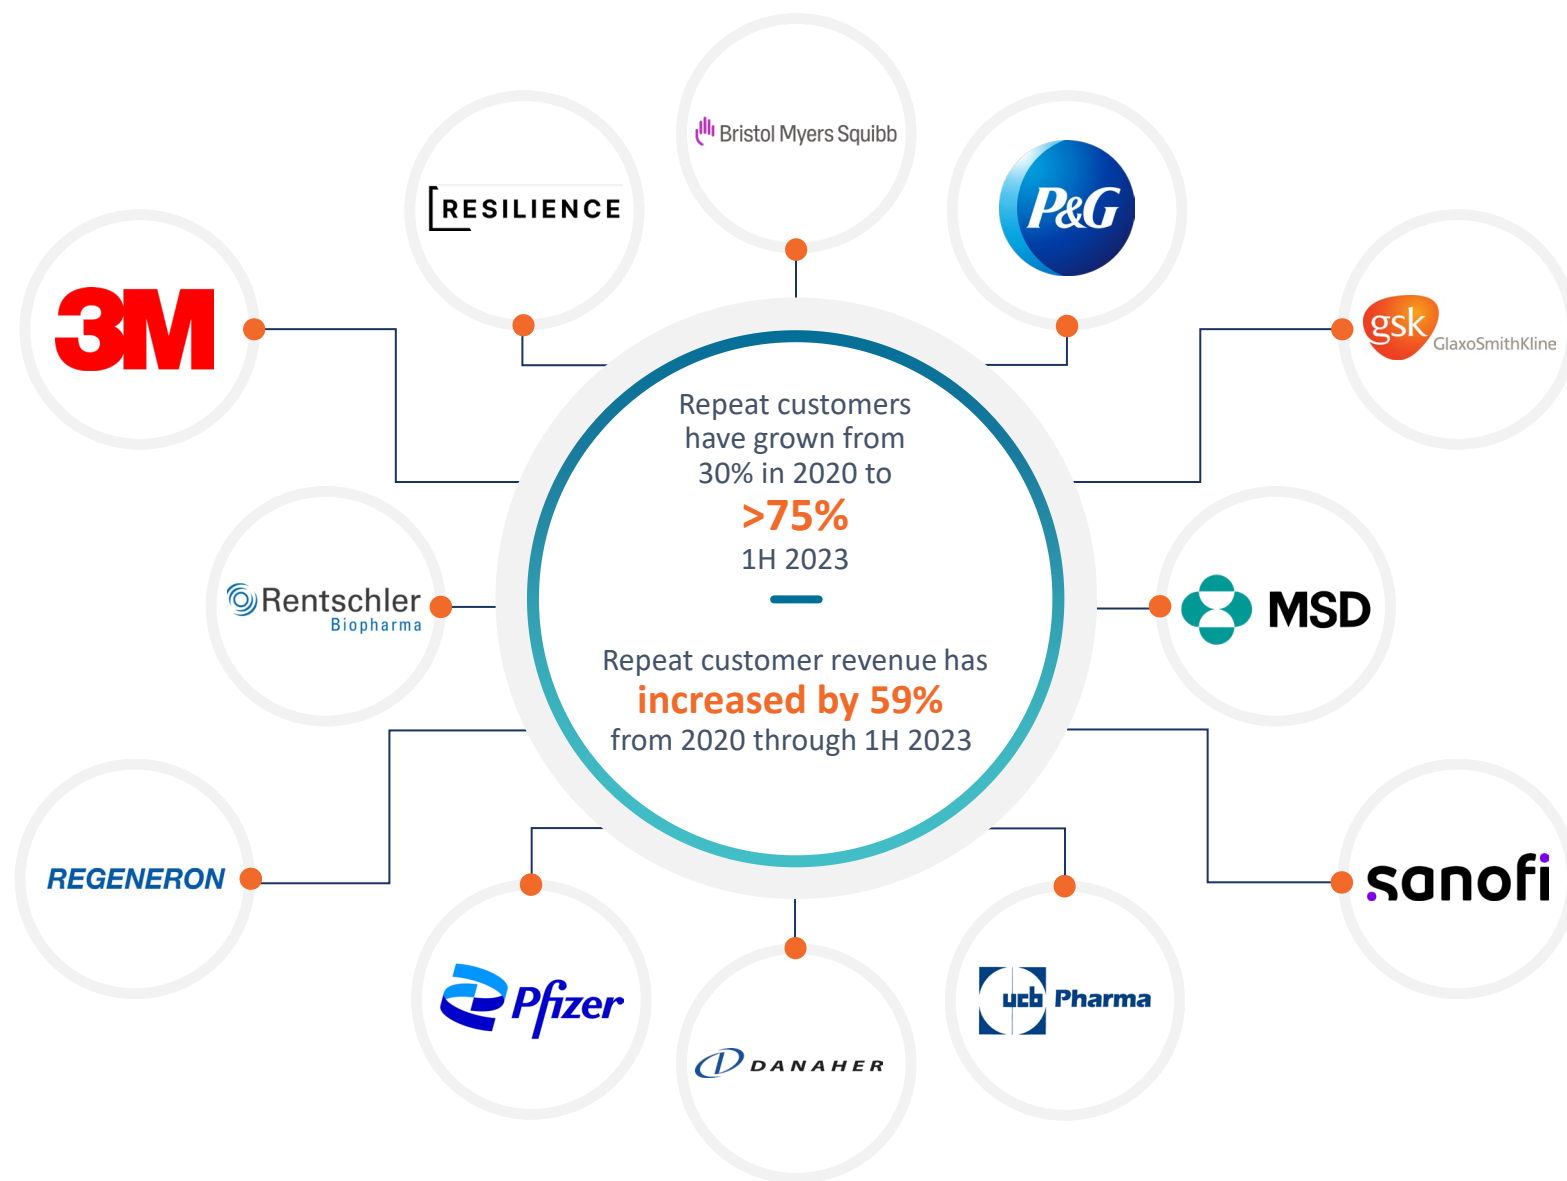 Bristol Myers Squibb
RESILIENCE
P&G
3M
gsk
GlaxoSmithKline
Repeat customers
have grown from
30% in 2020 to
>75%
1H 2023
Rentschler
Biopharma
MSD
Repeat customer revenue has
increased by 59%
from 2020 through 1H 2023
REGENERON
sanofi
Pfizer
ucb Pharma
DANAHER